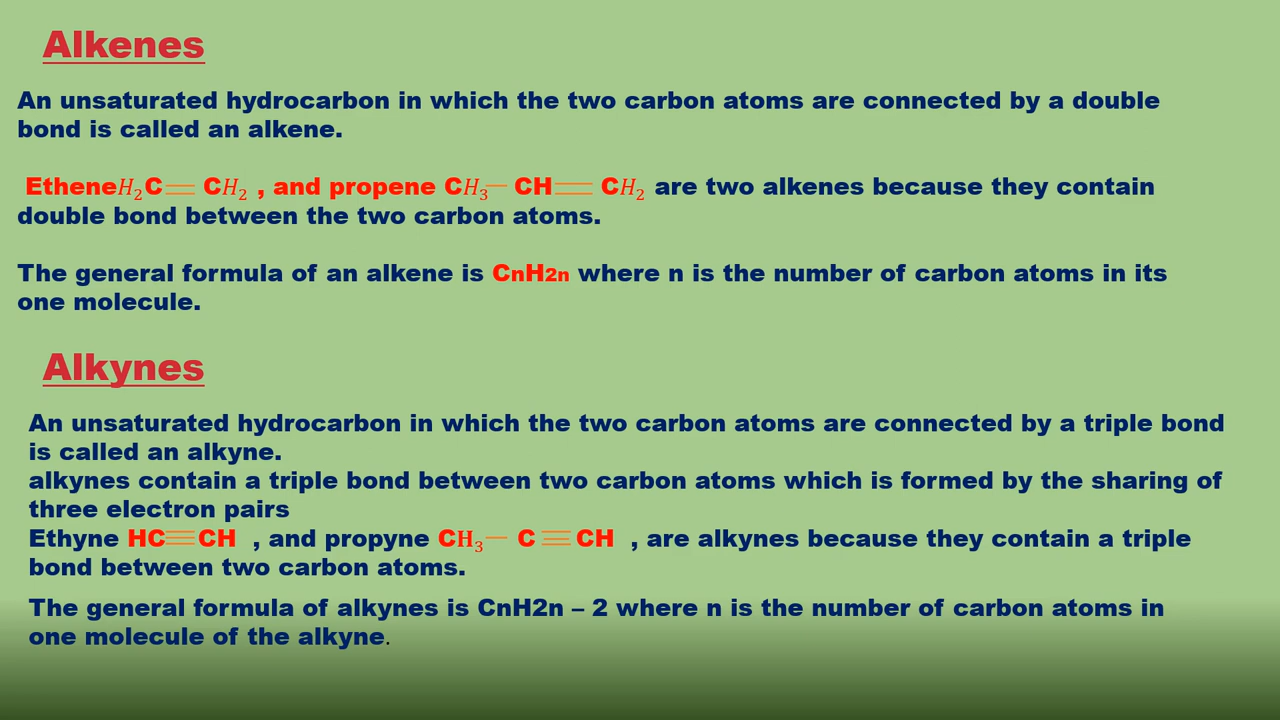 Alkenes
An unsaturated hydrocarbon in which the two carbon atoms are connected by a double
bond is called an alkene.
Ethene H₂C═CH₂ , and propene CH₃─CH═CH₂ are two alkenes because they contain
double bond between the two carbon atoms.
The general formula of an alkene is CnH2n where n is the number of carbon atoms in its
one molecule.
Alkynes
An unsaturated hydrocarbon in which the two carbon atoms are connected by a triple bond
is called an alkyne.
alkynes contain a triple bond between two carbon atoms which is formed by the sharing of
three electron pairs
Ethyne HC≡CH , and propyne CH₃─C≡CH , are alkynes because they contain a triple
bond between two carbon atoms.
The general formula of alkynes is CnH2n – 2 where n is the number of carbon atoms in
one molecule of the alkyne.